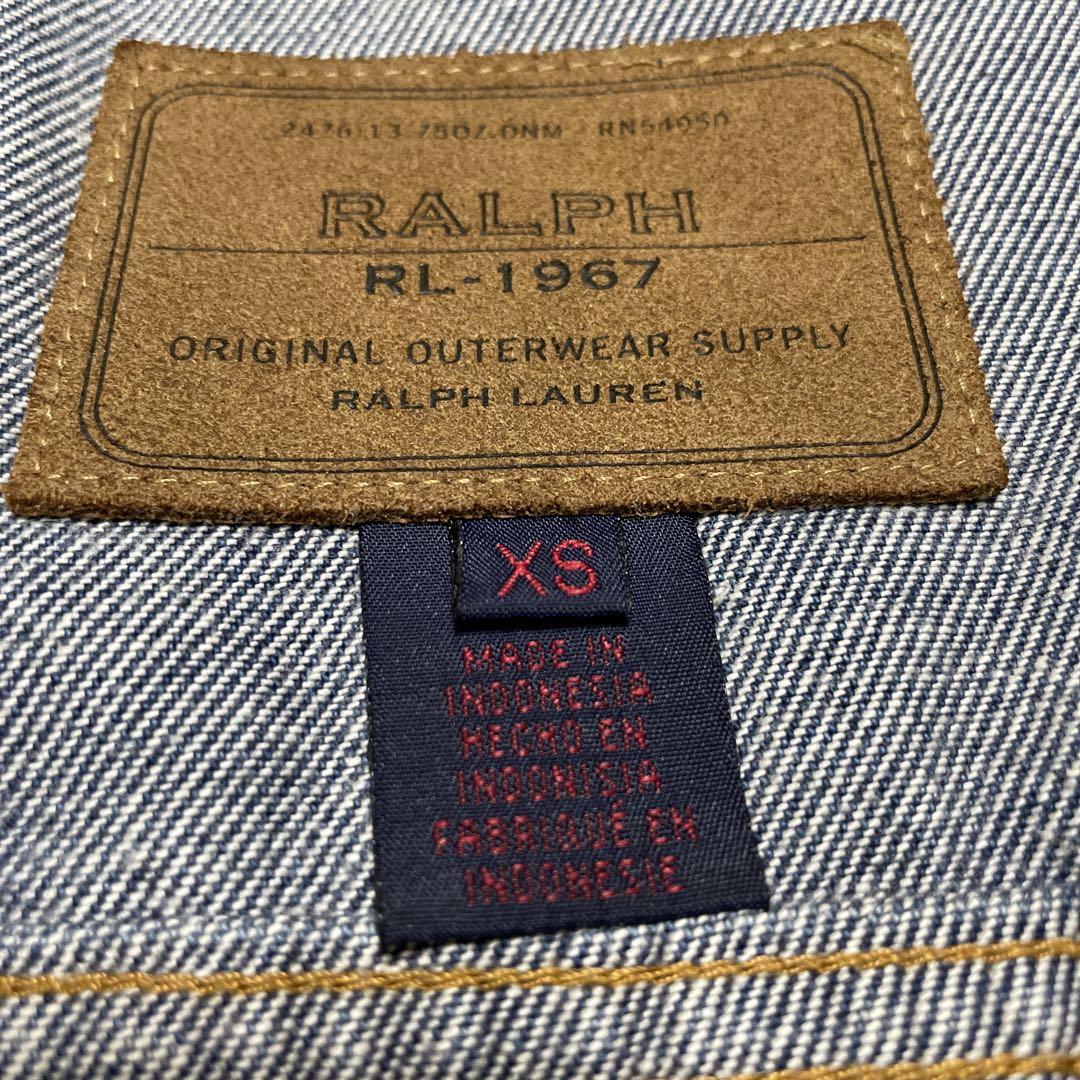 RALPH
RL-1967
ORIGINAL OUTERWEAR SUPPLY
RALPH LAUREN
XS
MADE IN
INDONESIA
HECHO EN
INDONISIA
FABRIQUÉ EN
INDONESIE